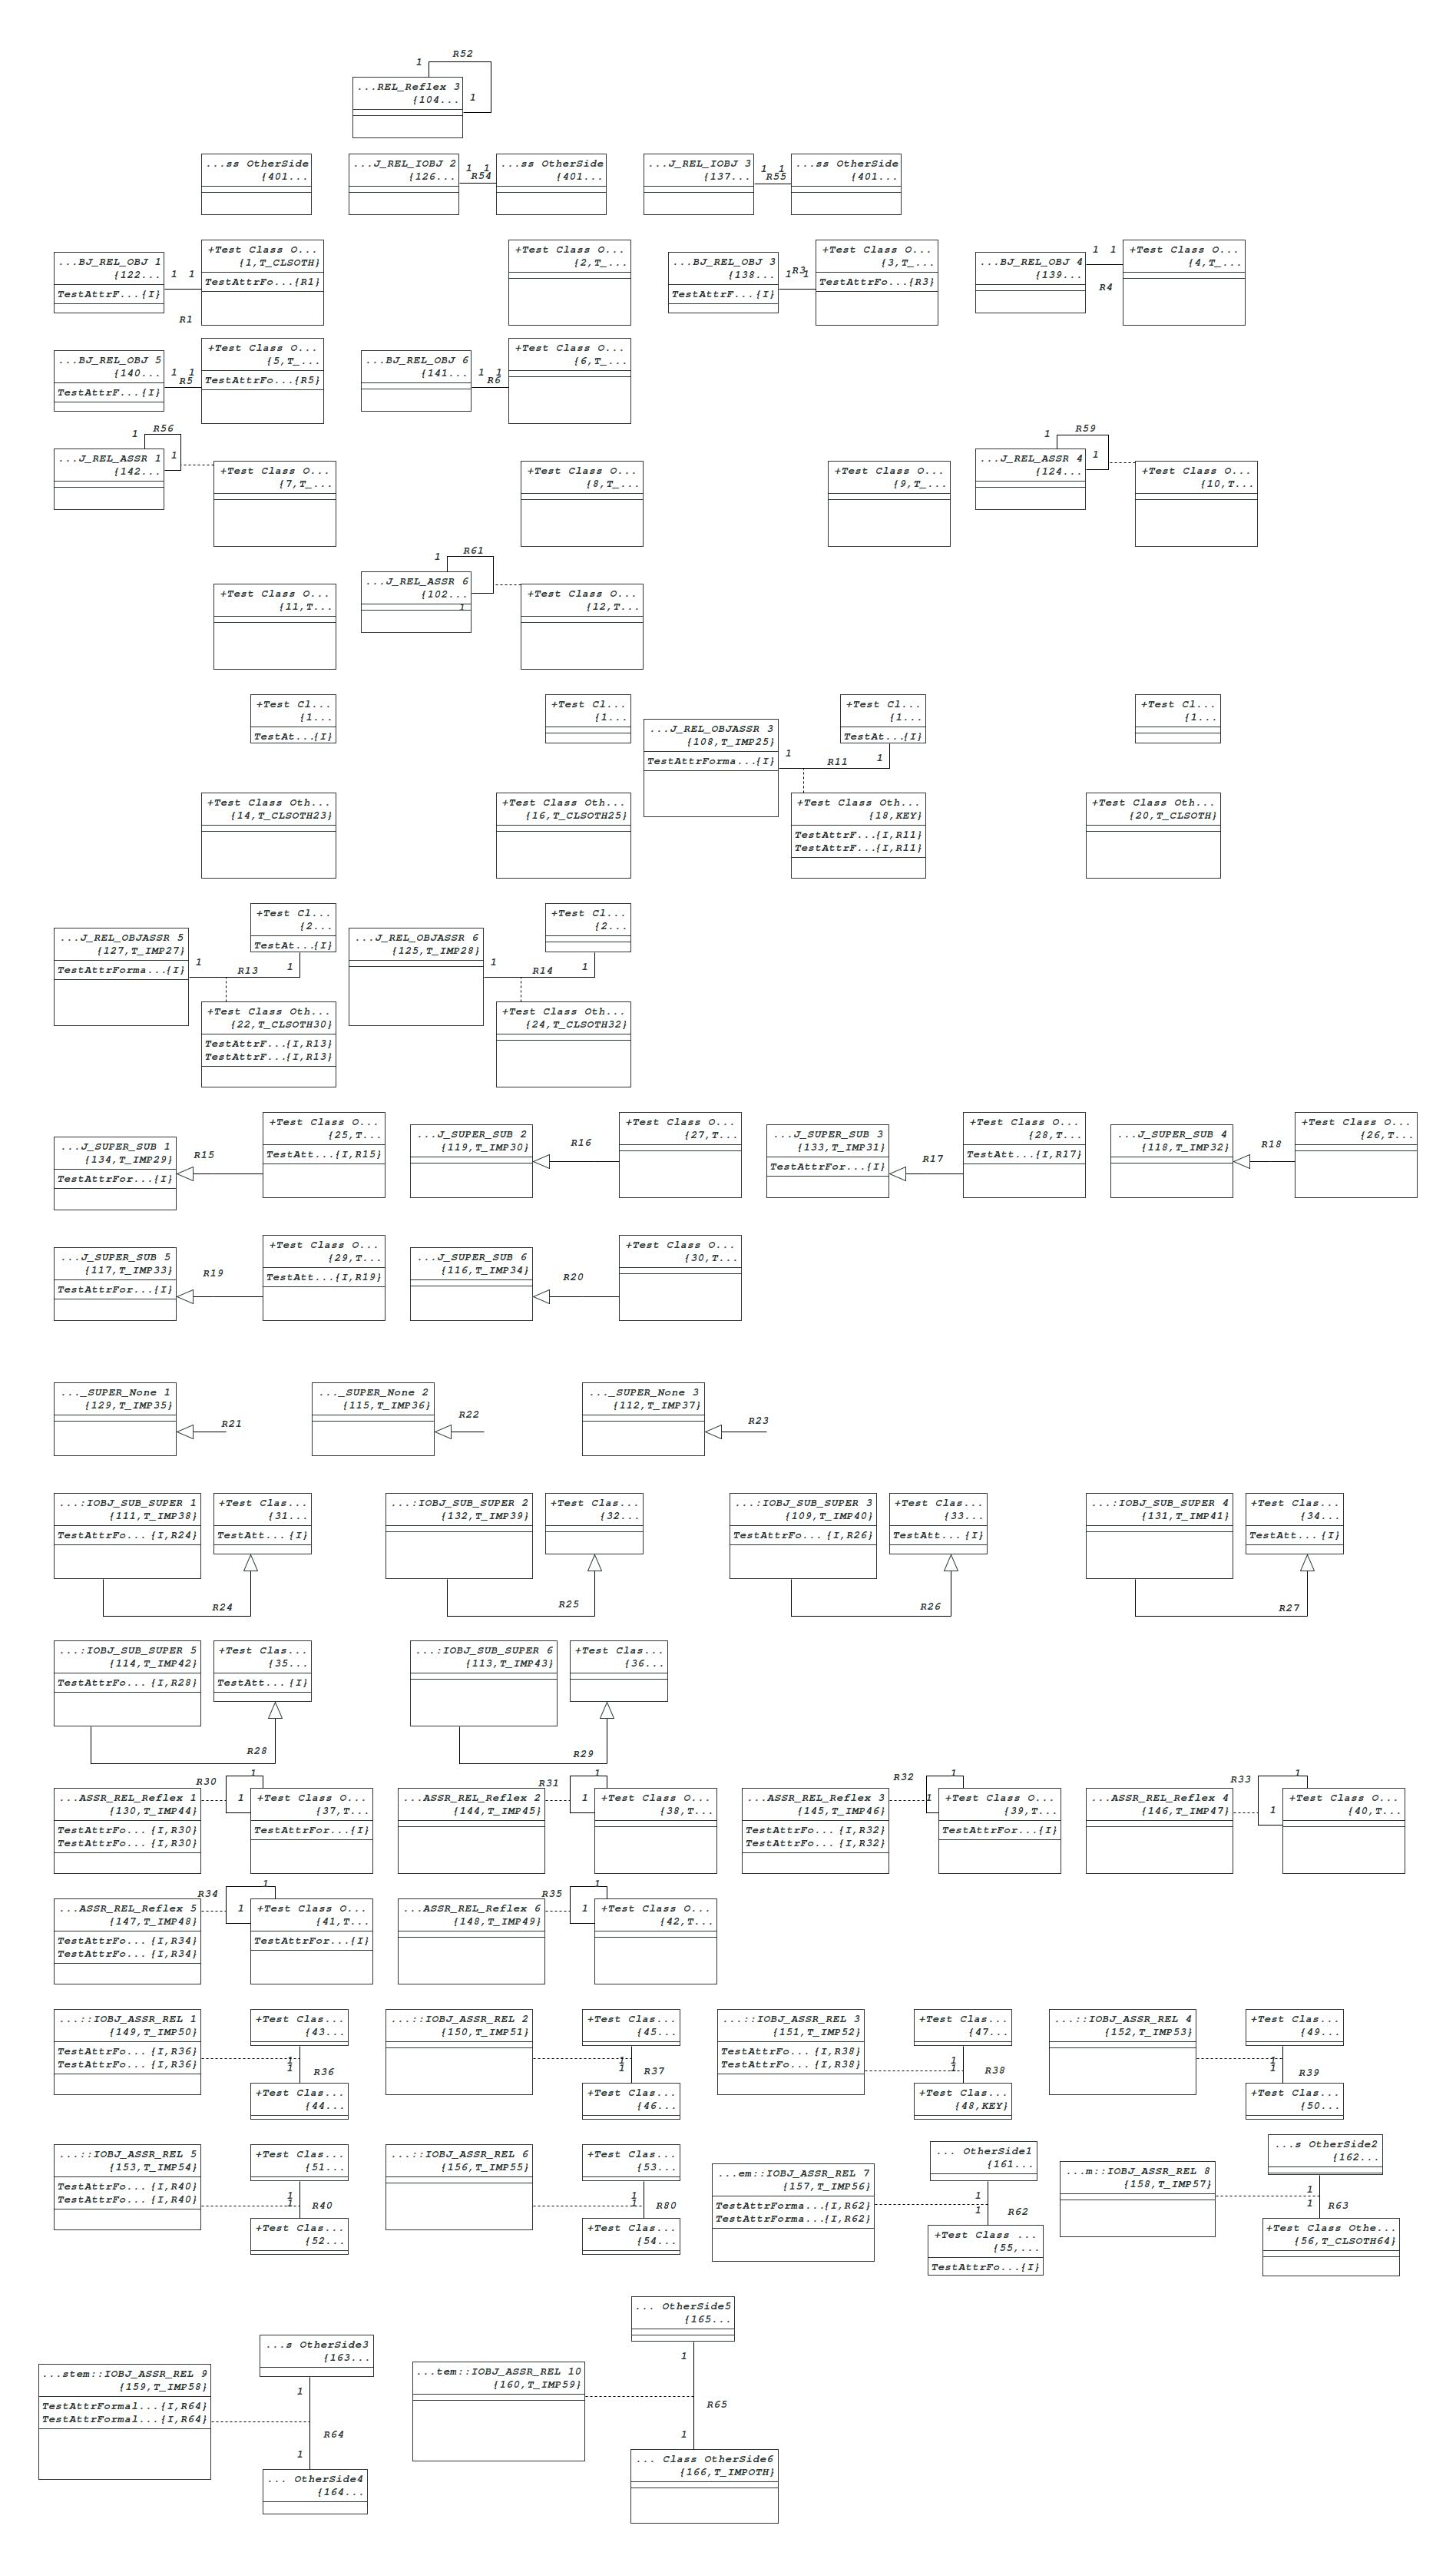 R52
1
...REL_Reflex 3
{104...
1
...ss OtherSide
{401...
...J_REL_IOBJ 2
{126...
1 1
R54
...ss OtherSide
{401...
...J_REL_IOBJ 3
{137...
1 1
R55
...ss OtherSide
{401...
...BJ_REL_OBJ 1
{122...
TestAttrF...{I}
1 1
R1
+Test Class O...
{1,T_CLSOTH}
TestAttrFo...{R1}
+Test Class O...
{2,T_...
...BJ_REL_OBJ 3
{138...
TestAttrF...{I}
1 1
R3
+Test Class O...
{3,T_...
TestAttrFo...{R3}
...BJ_REL_OBJ 4
{139...
1 1
R4
+Test Class O...
{4,T_...
...BJ_REL_OBJ 5
{140...
TestAttrF...{I}
1 1
R5
+Test Class O...
{5,T_...
TestAttrFo...{R5}
...BJ_REL_OBJ 6
{141...
1 1
R6
+Test Class O...
{6,T_...
R56
1
...J_REL_ASSR 1
{142...
1
+Test Class O...
{7,T_...
+Test Class O...
{8,T_...
+Test Class O...
{9,T_...
R59
1
...J_REL_ASSR 4
{124...
1
+Test Class O...
{10,T...
+Test Class O...
{11,T...
R61
1
...J_REL_ASSR 6
{102...
1
+Test Class O...
{12,T...
+Test Cl...
{1...
TestAt...{I}
+Test Cl...
{1...
...J_REL_OBJASSR 3
{108,T_IMP25}
TestAttrForma...{I}
1
R11
1
+Test Cl...
{1...
TestAt...{I}
+Test Cl...
{1...
+Test Class Oth...
{14,T_CLSOTH23}
+Test Class Oth...
{16,T_CLSOTH25}
+Test Class Oth...
{18,KEY}
TestAttrF...{I,R11}
TestAttrF...{I,R11}
+Test Class Oth...
{20,T_CLSOTH}
...J_REL_OBJASSR 5
{127,T_IMP27}
TestAttrForma...{I}
1
R13
1
+Test Cl...
{2...
TestAt...{I}
+Test Class Oth...
{22,T_CLSOTH30}
TestAttrF...{I,R13}
TestAttrF...{I,R13}
...J_REL_OBJASSR 6
{125,T_IMP28}
1
R14
1
+Test Cl...
{2...
+Test Class Oth...
{24,T_CLSOTH32}
...J_SUPER_SUB 1
{134,T_IMP29}
TestAttrFor...{I}
R15
+Test Class O...
{25,T...
TestAtt...{I,R15}
...J_SUPER_SUB 2
{119,T_IMP30}
R16
+Test Class O...
{27,T...
...J_SUPER_SUB 3
{133,T_IMP31}
TestAttrFor...{I}
R17
+Test Class O...
{28,T...
TestAtt...{I,R17}
...J_SUPER_SUB 4
{118,T_IMP32}
R18
+Test Class O...
{26,T...
...J_SUPER_SUB 5
{117,T_IMP33}
TestAttrFor...{I}
R19
+Test Class O...
{29,T...
TestAtt...{I,R19}
...J_SUPER_SUB 6
{116,T_IMP34}
R20
+Test Class O...
{30,T...
..._SUPER_None 1
{129,T_IMP35}
R21
..._SUPER_None 2
{115,T_IMP36}
R22
..._SUPER_None 3
{112,T_IMP37}
R23
...:IOBJ_SUB_SUPER 1
{111,T_IMP38}
TestAttrFo...{I,R24}
R24
+Test Clas...
{31...
TestAtt...{I}
...:IOBJ_SUB_SUPER 2
{132,T_IMP39}
R25
+Test Clas...
{32...
...:IOBJ_SUB_SUPER 3
{109,T_IMP40}
TestAttrFo...{I,R26}
R26
+Test Clas...
{33...
TestAtt...{I}
...:IOBJ_SUB_SUPER 4
{131,T_IMP41}
R27
+Test Clas...
{34...
TestAtt...{I}
...:IOBJ_SUB_SUPER 5
{114,T_IMP42}
TestAttrFo...{I,R28}
R28
+Test Clas...
{35...
TestAtt...{I}
...:IOBJ_SUB_SUPER 6
{113,T_IMP43}
R29
+Test Clas...
{36...
...ASSR_REL_Reflex 1
{130,T_IMP44}
TestAttrFo...{I,R30}
TestAttrFo...{I,R30}
R30
1
1
+Test Class O...
{37,T...
TestAttrFor...{I}
...ASSR_REL_Reflex 2
{144,T_IMP45}
R31
1
1
+Test Class O...
{38,T...
...ASSR_REL_Reflex 3
{145,T_IMP46}
TestAttrFo...{I,R32}
TestAttrFo...{I,R32}
R32
1
1
+Test Class O...
{39,T...
TestAttrFor...{I}
...ASSR_REL_Reflex 4
{146,T_IMP47}
R33
1
1
+Test Class O...
{40,T...
...ASSR_REL_Reflex 5
{147,T_IMP48}
TestAttrFo...{I,R34}
TestAttrFo...{I,R34}
R34
1
1
+Test Class O...
{41,T...
TestAttrFor...{I}
...ASSR_REL_Reflex 6
{148,T_IMP49}
R35
1
1
+Test Class O...
{42,T...
...::IOBJ_ASSR_REL 1
{149,T_IMP50}
TestAttrFo...{I,R36}
TestAttrFo...{I,R36}
+Test Clas...
{43...
1
1
R36
+Test Clas...
{44...
...::IOBJ_ASSR_REL 2
{150,T_IMP51}
+Test Clas...
{45...
1
1
R37
+Test Clas...
{46...
...::IOBJ_ASSR_REL 3
{151,T_IMP52}
TestAttrFo...{I,R38}
TestAttrFo...{I,R38}
+Test Clas...
{47...
1
1
R38
+Test Clas...
{48,KEY}
...::IOBJ_ASSR_REL 4
{152,T_IMP53}
+Test Clas...
{49...
1
1
R39
+Test Clas...
{50...
...::IOBJ_ASSR_REL 5
{153,T_IMP54}
TestAttrFo...{I,R40}
TestAttrFo...{I,R40}
+Test Clas...
{51...
1
1
R40
+Test Clas...
{52...
...::IOBJ_ASSR_REL 6
{156,T_IMP55}
+Test Clas...
{53...
1
1
R80
+Test Clas...
{54...
...em::IOBJ_ASSR_REL 7
{157,T_IMP56}
TestAttrForma...{I,R62}
TestAttrForma...{I,R62}
... OtherSide1
{161...
1
1
R62
+Test Class ...
{55,...
TestAttrFo...{I}
...m::IOBJ_ASSR_REL 8
{158,T_IMP57}
...s OtherSide2
{162...
1
1
R63
+Test Class Othe...
{56,T_CLSOTH64}
...stem::IOBJ_ASSR_REL 9
{159,T_IMP58}
TestAttrFormal...{I,R64}
TestAttrFormal...{I,R64}
...s OtherSide3
{163...
1
R64
1
... OtherSide4
{164...
...tem::IOBJ_ASSR_REL 10
{160,T_IMP59}
... OtherSide5
{165...
1
R65
1
... Class OtherSide6
{166,T_IMPOTH}